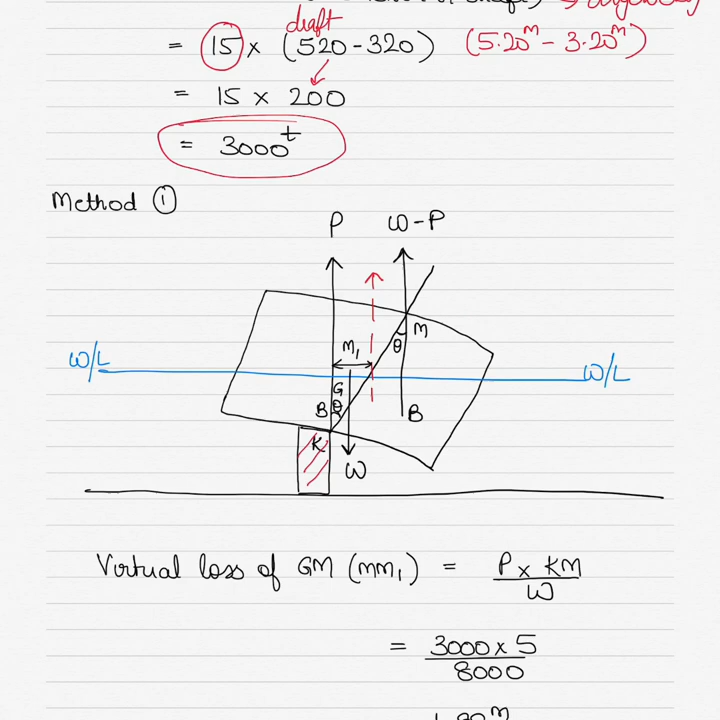 draft
= 15 × (520 - 320) (5.20ᵐ - 3.20ᵐ)
= 15 × 200
= 3000ᵗ
Method ①
P W-P
M
θ
M₁
W/L W/L
G
θ
B B
K
W
Virtual loss of GM (MM₁) = P × KM / W
= 3000 × 5 / 8000